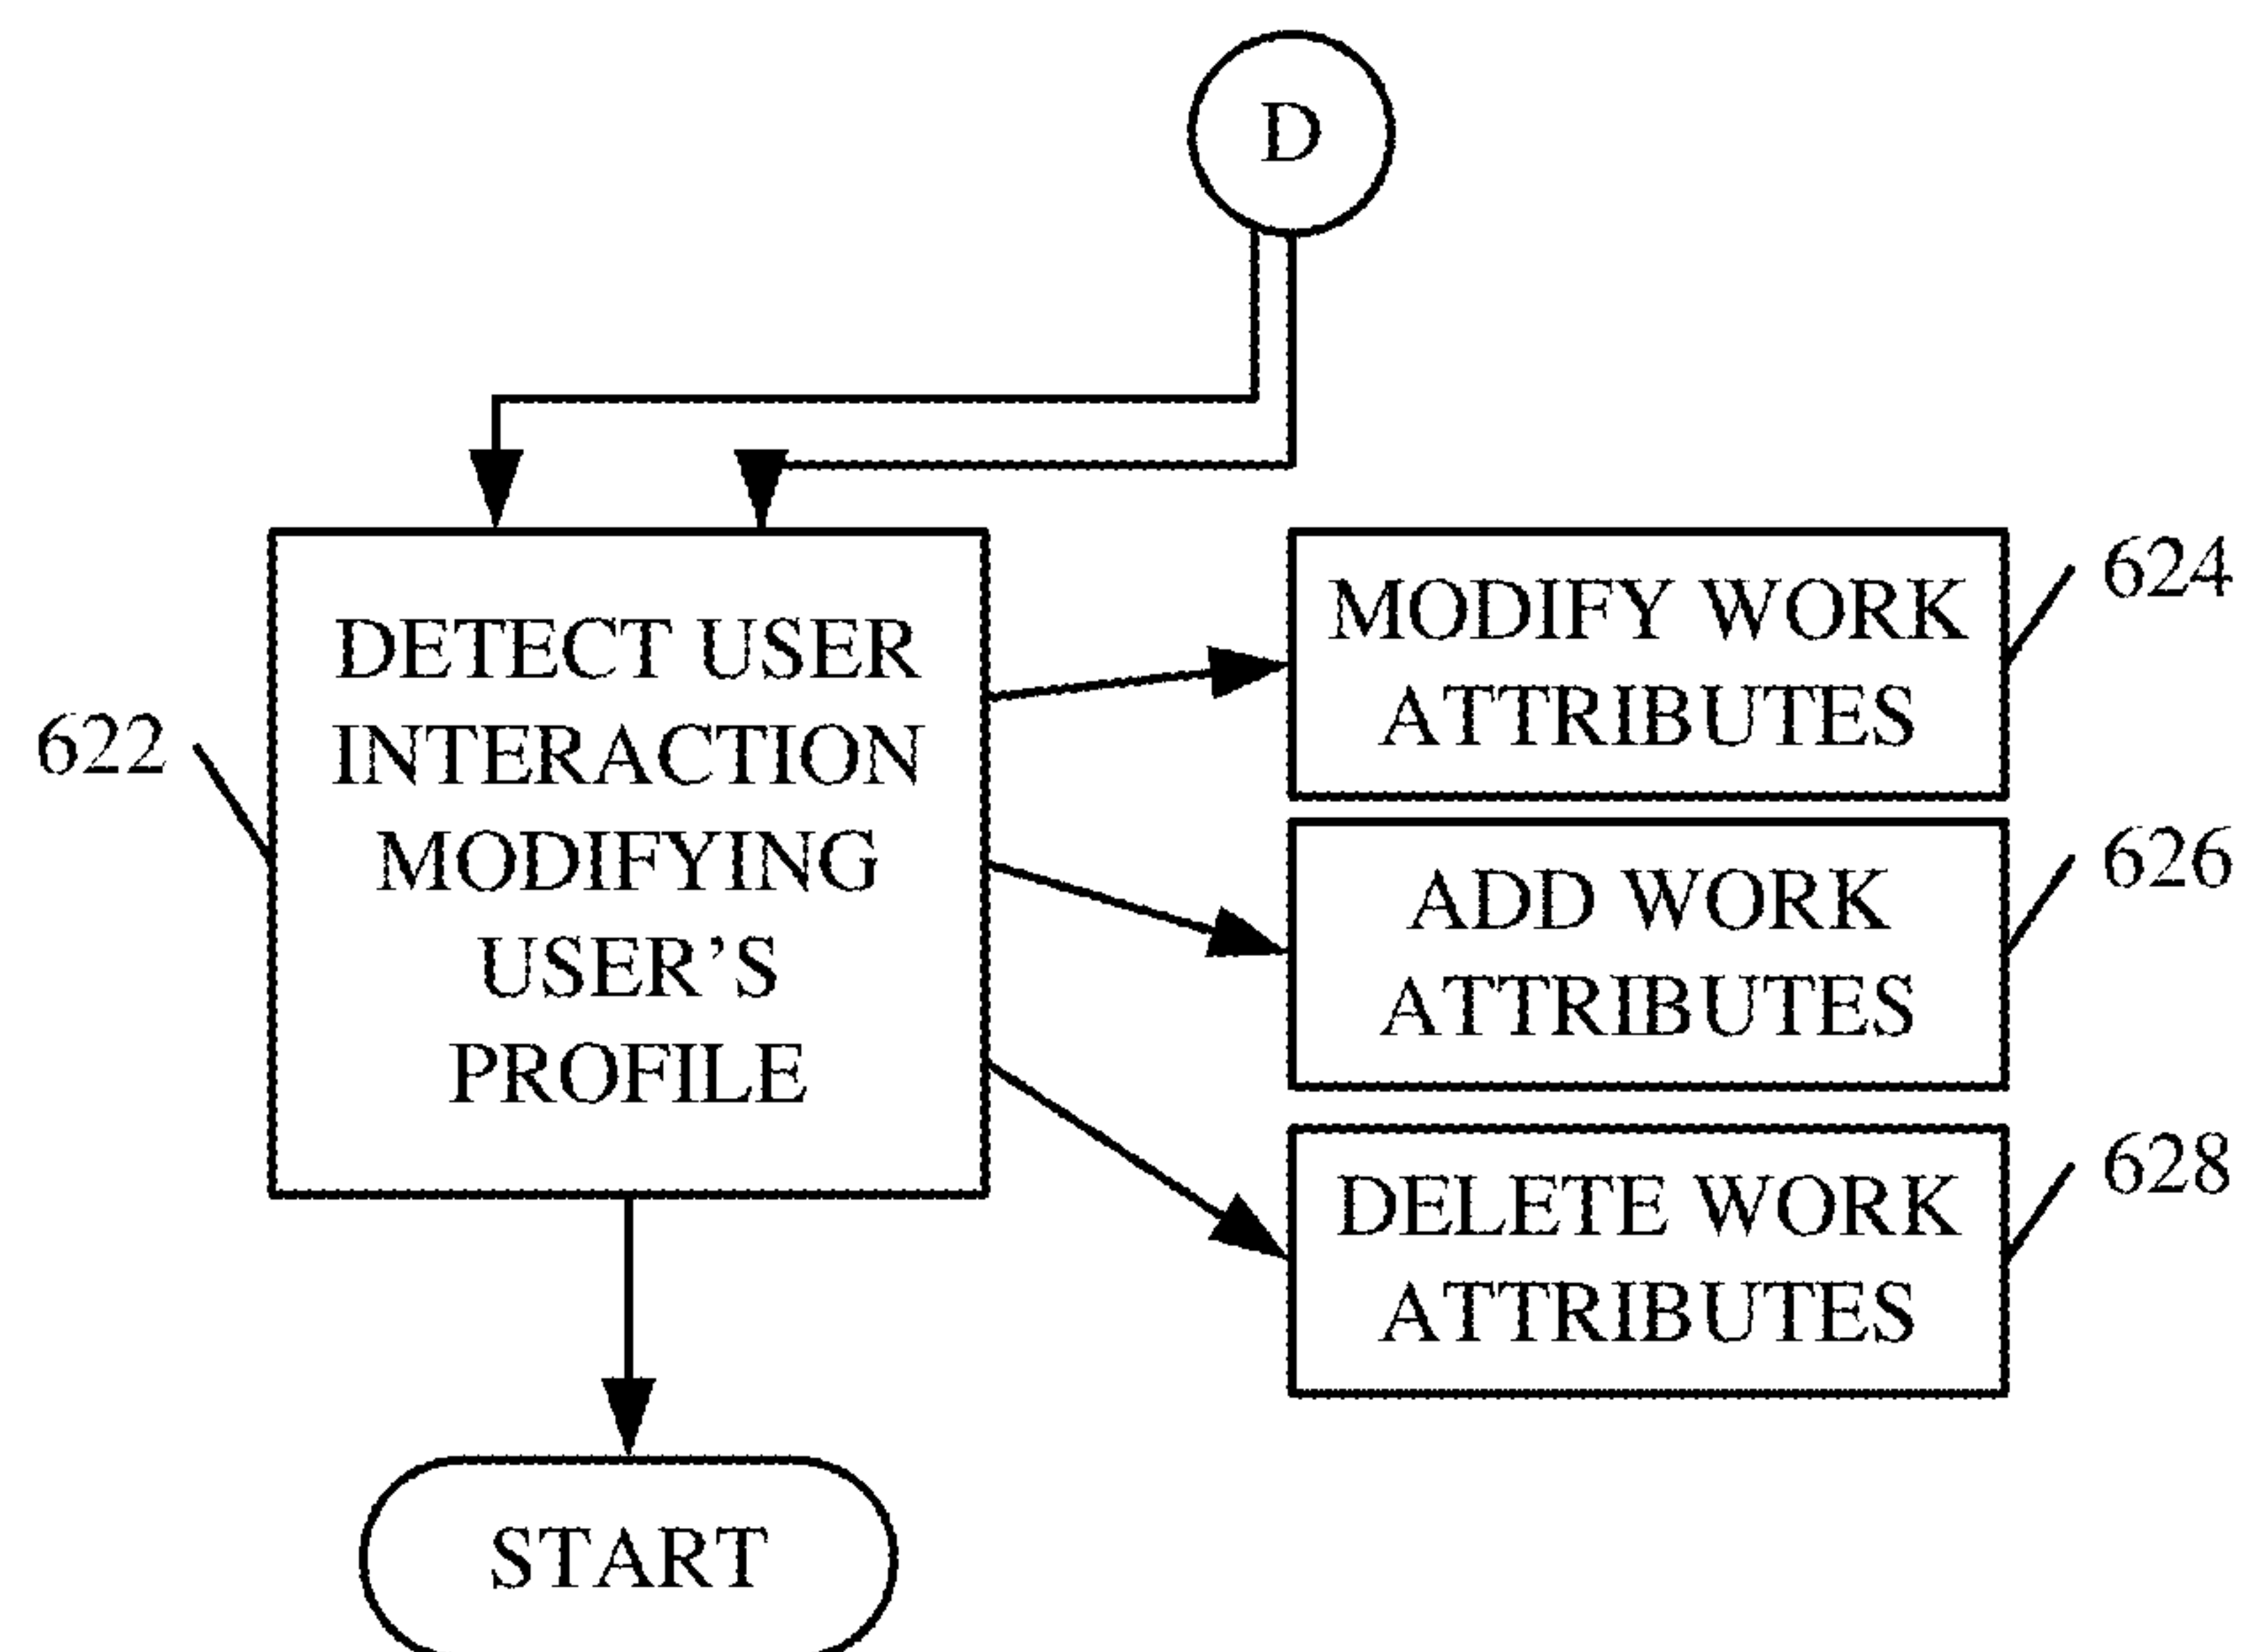 D
622
DETECT USER
INTERACTION
MODIFYING
USER’S
PROFILE
MODIFY WORK
ATTRIBUTES
624
ADD WORK
ATTRIBUTES
626
DELETE WORK
ATTRIBUTES
628
START